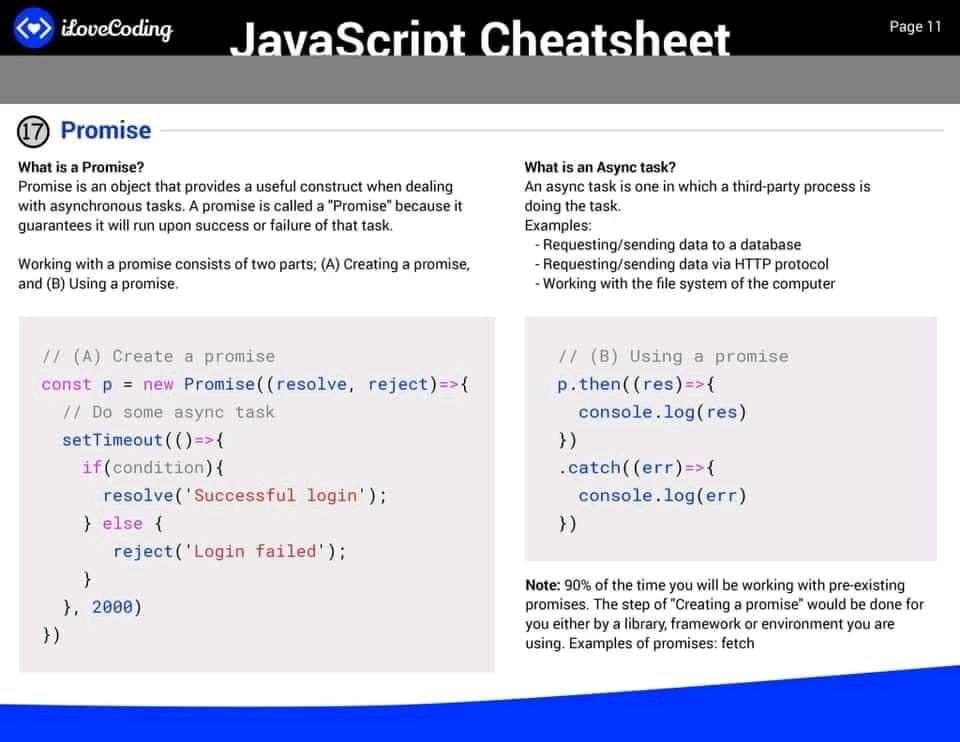 iLoveCoding
JavaScript Cheatsheet
Page 11
17 Promise
What is a Promise?
Promise is an object that provides a useful construct when dealing
with asynchronous tasks. A promise is called a "Promise" because it
guarantees it will run upon success or failure of that task.
Working with a promise consists of two parts; (A) Creating a promise,
and (B) Using a promise.
// (A) Create a promise
const p = new Promise((resolve, reject)=>{
  // Do some async task
  setTimeout(()=>{
    if(condition){
      resolve('Successful login');
    } else {
       reject('Login failed');
    }
  }, 2000)
})
What is an Async task?
An async task is one in which a third-party process is
doing the task.
Examples:
- Requesting/sending data to a database
- Requesting/sending data via HTTP protocol
- Working with the file system of the computer
// (B) Using a promise
p.then((res)=>{
  console.log(res)
})
.catch((err)=>{
  console.log(err)
})
Note: 90% of the time you will be working with pre-existing
promises. The step of "Creating a promise" would be done for
you either by a library, framework or environment you are
using. Examples of promises: fetch